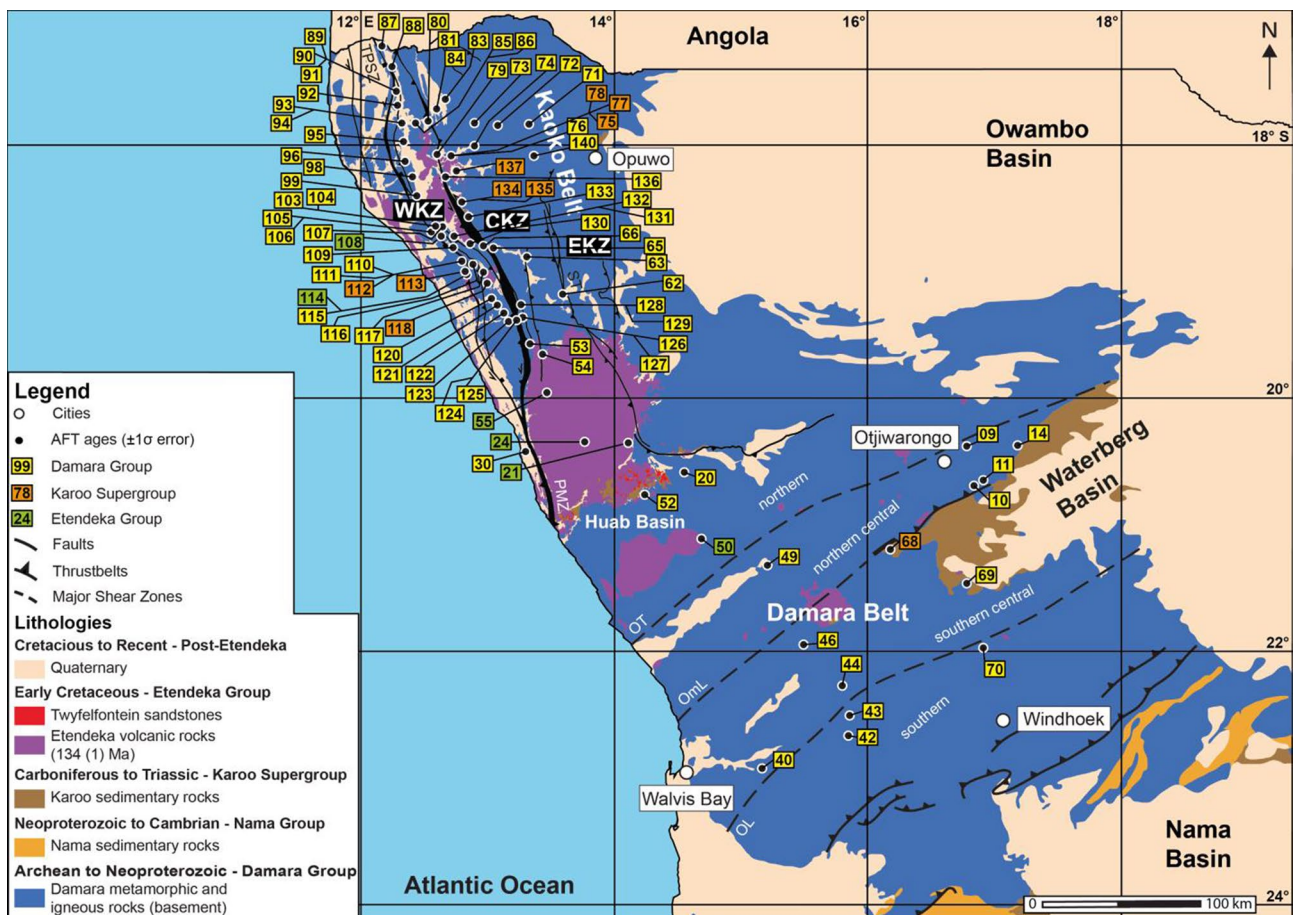 12° E
14°
16°
18°
N
Angola
Owambo
Basin
18° S
20°
22°
24°
87
88
80
81
83
85
86
84
79
73
74
72
71
78
77
75
76
140
89
90
91
92
93
94
95
96
98
99
103
104
105
106
107
108
109
110
111
112
113
114
115
116
117
118
120
121
122
123
124
125
137
136
133
134
135
132
131
130
66
65
63
62
128
129
126
127
53
54
55
24
30
21
20
52
50
49
09
14
11
10
68
69
46
44
70
43
42
40
TPSZ
Kaoko Belt
Opuwo
WKZ
CKZ
EKZ
PMZ
Huab Basin
Otjiwarongo
Waterberg
Basin
northern
northern central
Damara Belt
southern central
southern
OT
OmL
OL
Windhoek
Walvis Bay
Nama
Basin
Atlantic Ocean
0 100 km
Legend
Cities
AFT ages (±1σ error)
99 Damara Group
78 Karoo Supergroup
24 Etendeka Group
Faults
Thrustbelts
Major Shear Zones
Lithologies
Cretacious to Recent - Post-Etendeka
Quaternary
Early Cretaceous - Etendeka Group
Twyfelfontein sandstones
Etendeka volcanic rocks
(134 (1) Ma)
Carboniferous to Triassic - Karoo Supergroup
Karoo sedimentary rocks
Neoproterozoic to Cambrian - Nama Group
Nama sedimentary rocks
Archean to Neoproterozoic - Damara Group
Damara metamorphic and
igneous rocks (basement)